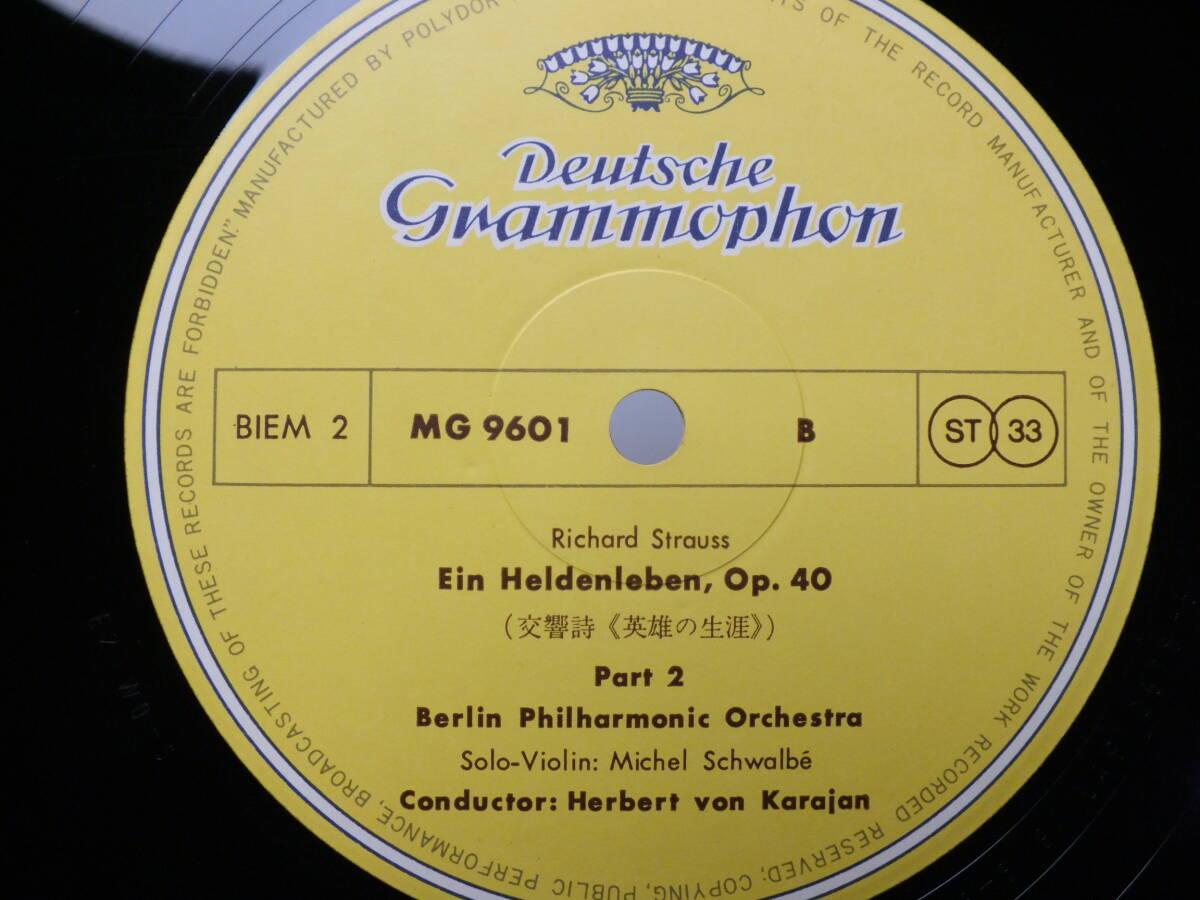 Deutsche
Grammophon
BIEM 2
MG 9601
B
ST 33
Richard Strauss
Ein Heldenleben, Op. 40
(交響詩《英雄の生涯》)
Part 2
Berlin Philharmonic Orchestra
Solo-Violin: Michel Schwalbé
Conductor: Herbert von Karajan
OF THE RECORD MANUFACTURER AND OF THE OWNER OF THE WORK RECORDED RESERVED; COPYING, PUBLIC PERFORMANCE, BROADCASTING OF THESE RECORDS ARE FORBIDDEN." MANUFACTURED BY POLYDOR